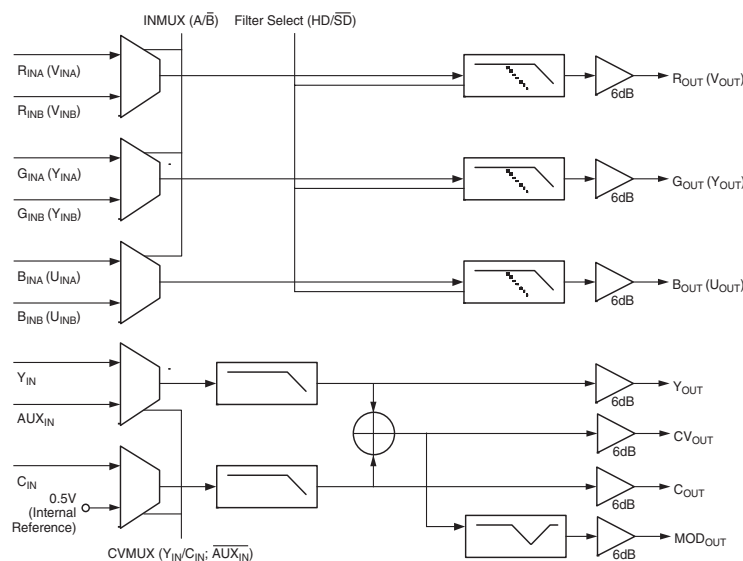 INMUX (A/B̅)
Filter Select (HD/S̅D̅)
R_INA (V_INA)
R_INB (V_INB)
6dB
R_OUT (V_OUT)
G_INA (Y_INA)
G_INB (Y_INB)
6dB
G_OUT (Y_OUT)
B_INA (U_INA)
B_INB (U_INB)
6dB
B_OUT (U_OUT)
Y_IN
AUX_IN
6dB
Y_OUT
6dB
CV_OUT
C_IN
0.5V
(Internal
Reference)
6dB
C_OUT
6dB
MOD_OUT
CVMUX (Y_IN/C_IN; A̅U̅X̅_I̅N̅)